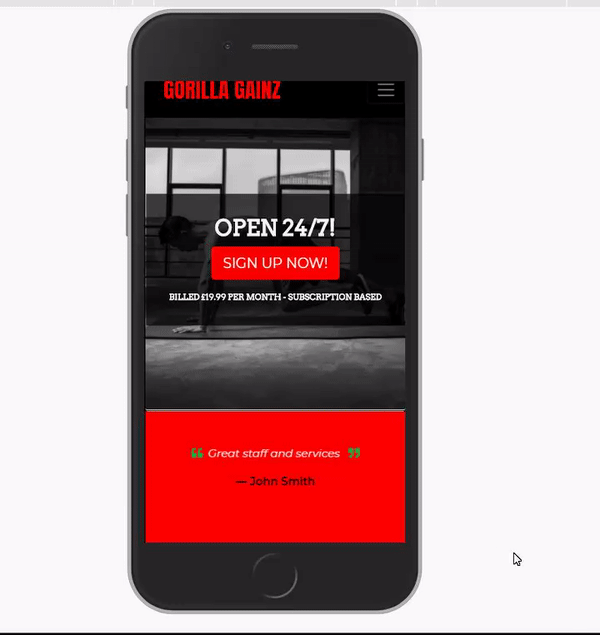 GORILLA GAINZ
OPEN 24/7!
SIGN UP NOW!
BILLED £19.99 PER MONTH - SUBSCRIPTION BASED
“ Great staff and services ”
— John Smith